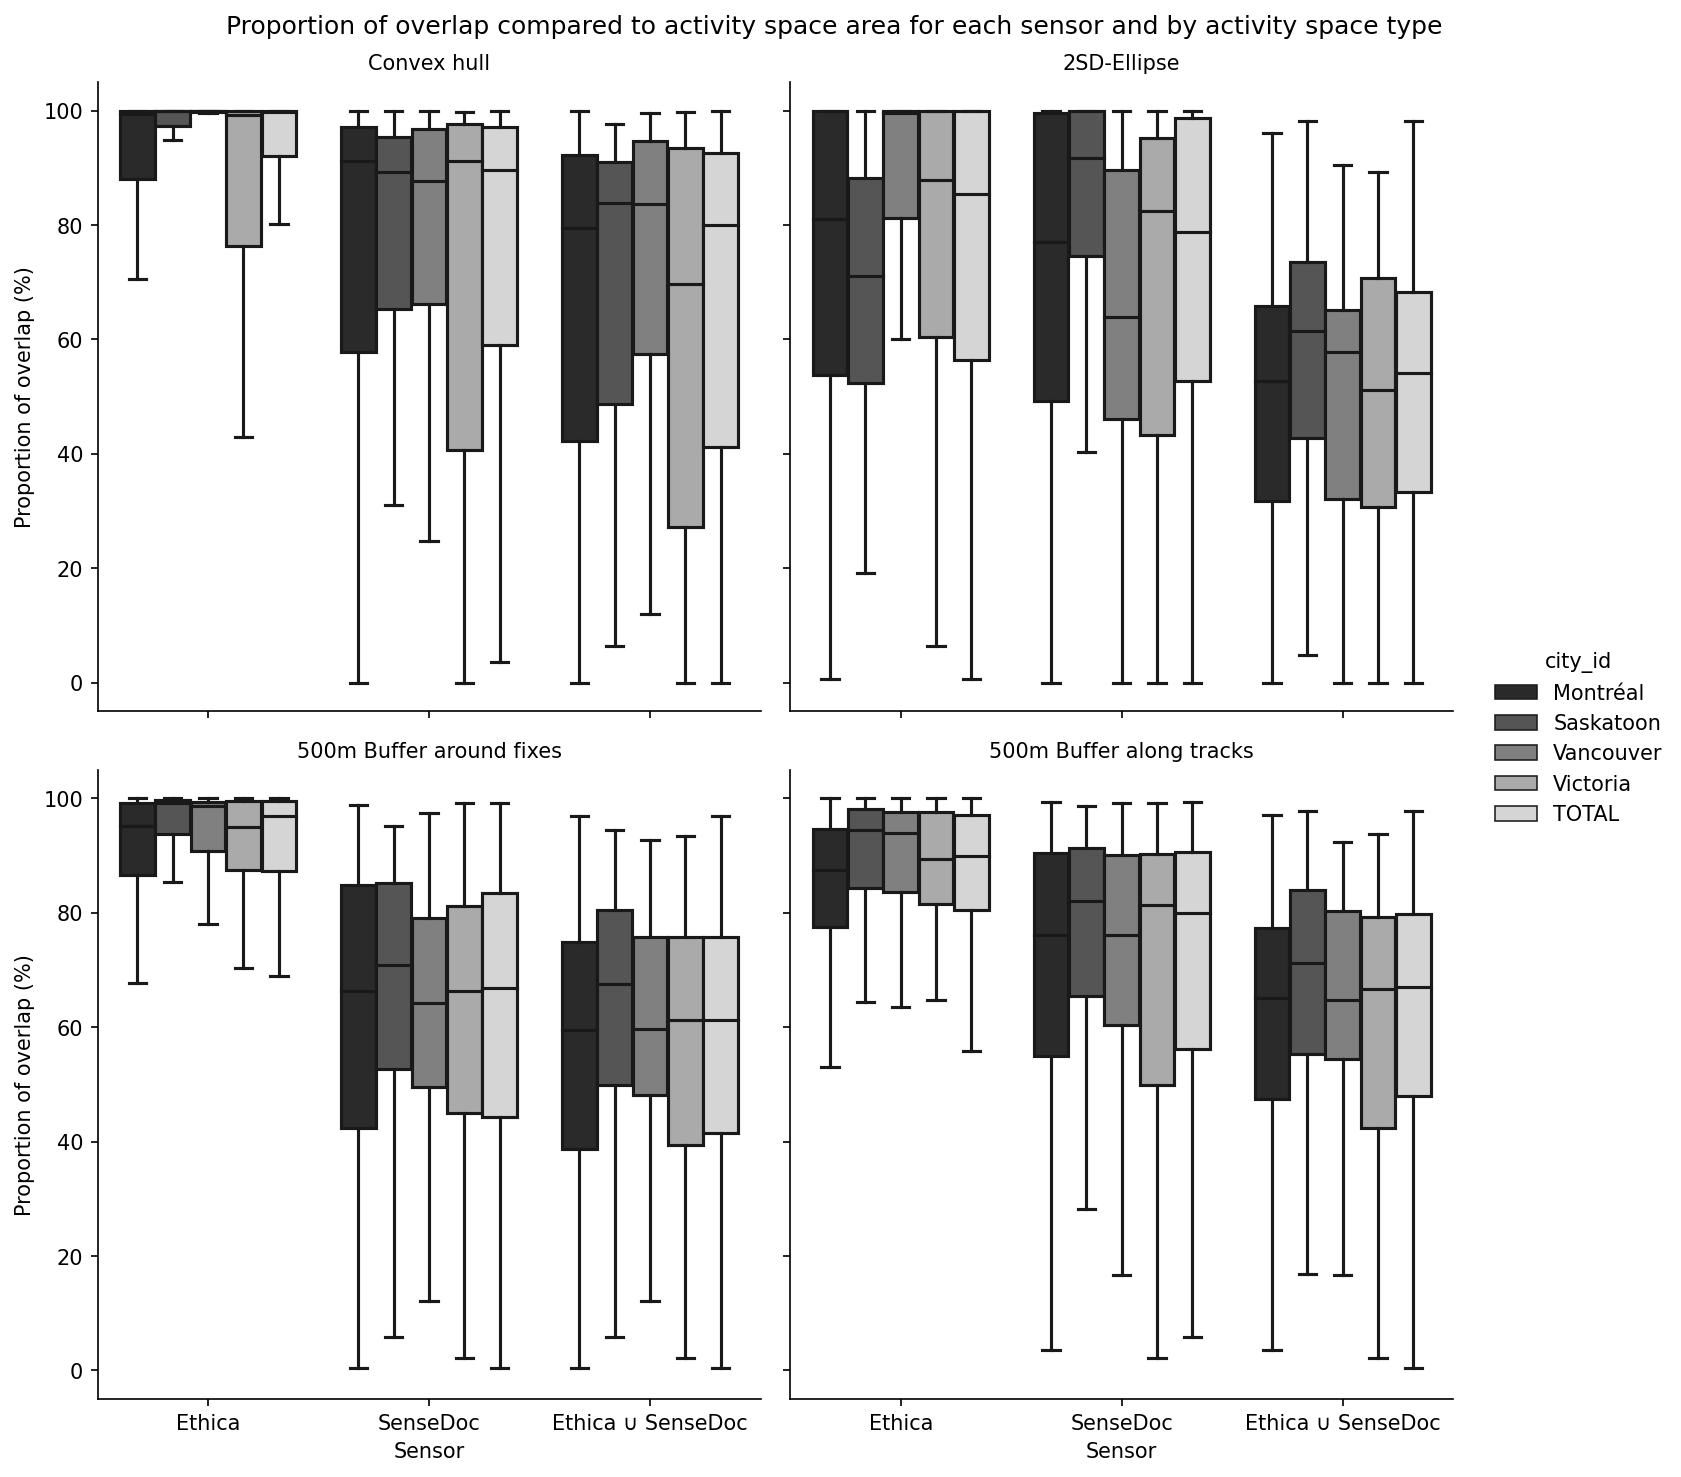 Proportion of overlap compared to activity space area for each sensor and by activity space type
Convex hull
2SD-Ellipse
Proportion of overlap (%)
100
80
60
40
20
0
500m Buffer around fixes
500m Buffer along tracks
Proportion of overlap (%)
100
80
60
40
20
0
Ethica
SenseDoc
Ethica ∪ SenseDoc
Sensor
Ethica
SenseDoc
Ethica ∪ SenseDoc
Sensor
city_id
Montréal
Saskatoon
Vancouver
Victoria
TOTAL